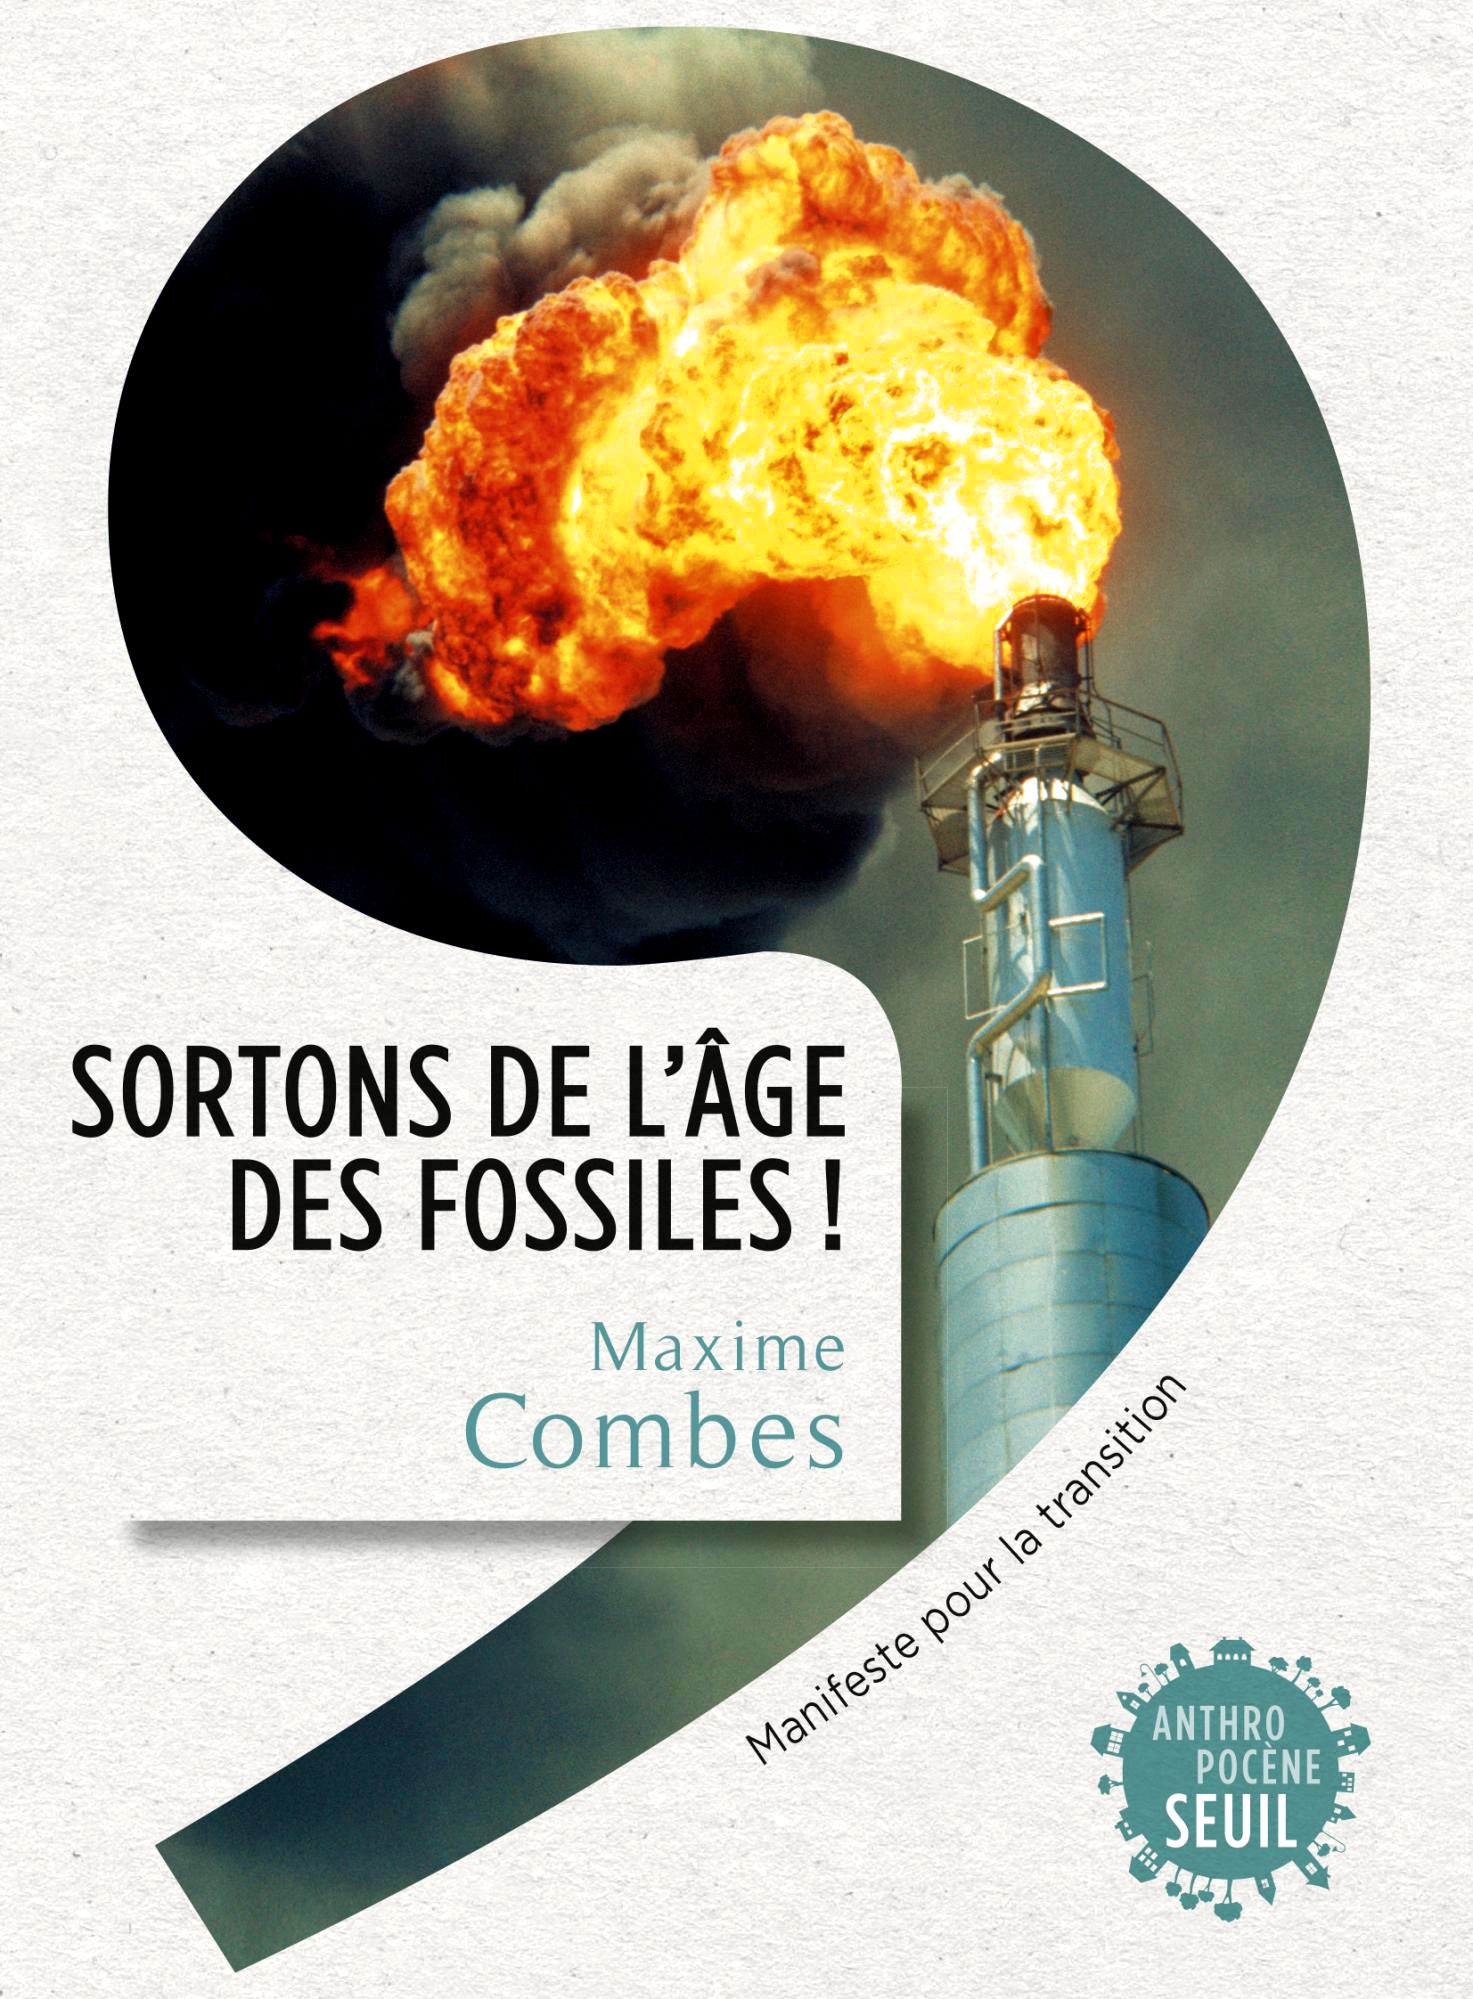 SORTONS DE L’ÂGE
DES FOSSILES !
Maxime
Combes
Manifeste pour la transition
ANTHRO
POCÈNE
SEUIL